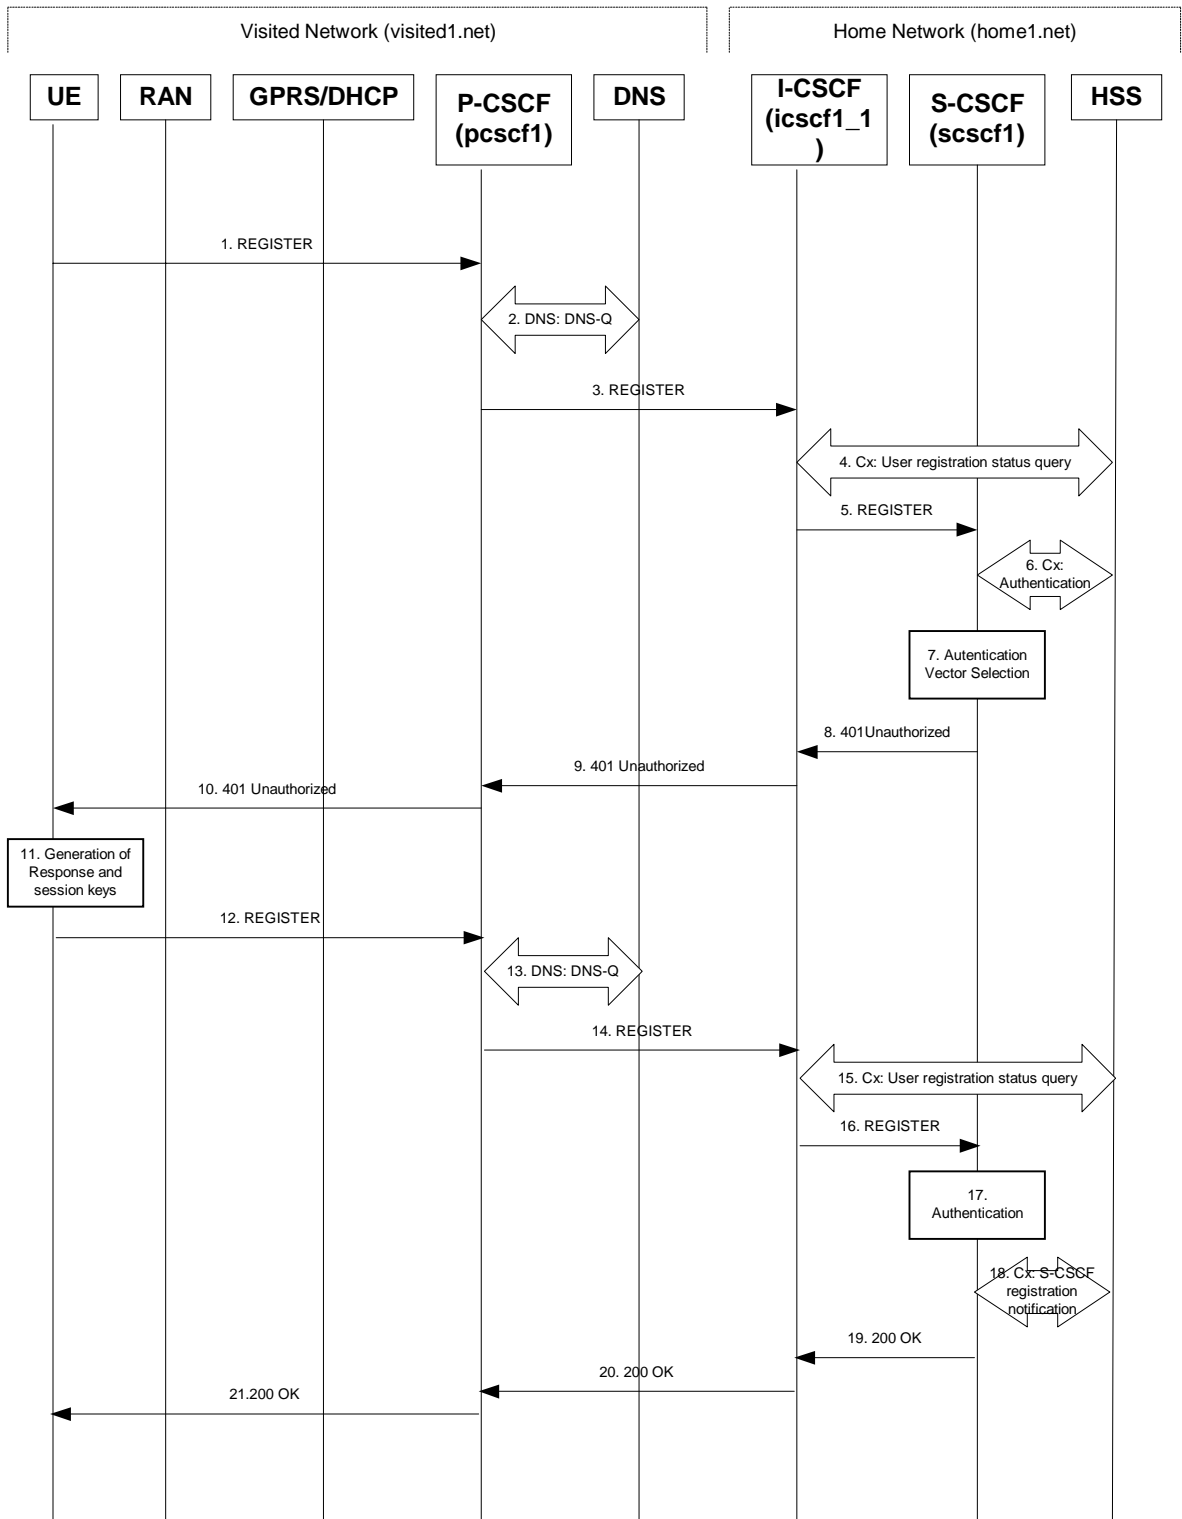 Visited Network (visited1.net)
Home Network (home1.net)
UE
RAN
GPRS/DHCP
P-CSCF
(pcscf1)
DNS
I-CSCF
(icscf1_1
)
S-CSCF
(scscf1)
HSS
1. REGISTER
2. DNS: DNS-Q
3. REGISTER
4. Cx: User registration status query
5. REGISTER
6. Cx:
Authentication
7. Autentication
Vector Selection
8. 401Unauthorized
9. 401 Unauthorized
10. 401 Unauthorized
11. Generation of
Response and
session keys
12. REGISTER
13. DNS: DNS-Q
14. REGISTER
15. Cx: User registration status query
16. REGISTER
17.
Authentication
18. Cx: S-CSCF
registration
notification
19. 200 OK
20. 200 OK
21.200 OK